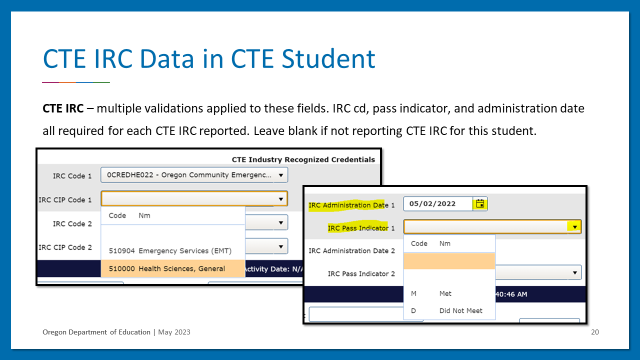 CTE IRC Data in CTE Student
CTE IRC – multiple validations applied to these fields. IRC cd, pass indicator, and administration date
all required for each CTE IRC reported. Leave blank if not reporting CTE IRC for this student.
CTE Industry Recognized Credentials
IRC Code 1 0CREDHE022 - Oregon Community Emergenc...
IRC CIP Code 1
Code Nm
IRC Code 2
510904 Emergency Services (EMT)
IRC CIP Code 2
510000 Health Sciences, General
Activity Date: N/A
IRC Administration Date 1 05/02/2022
IRC Pass Indicator 1
Code Nm
IRC Administration Date 2
IRC Pass Indicator 2
M Met
:40:46 AM
D Did Not Meet
Oregon Department of Education | May 2023
20